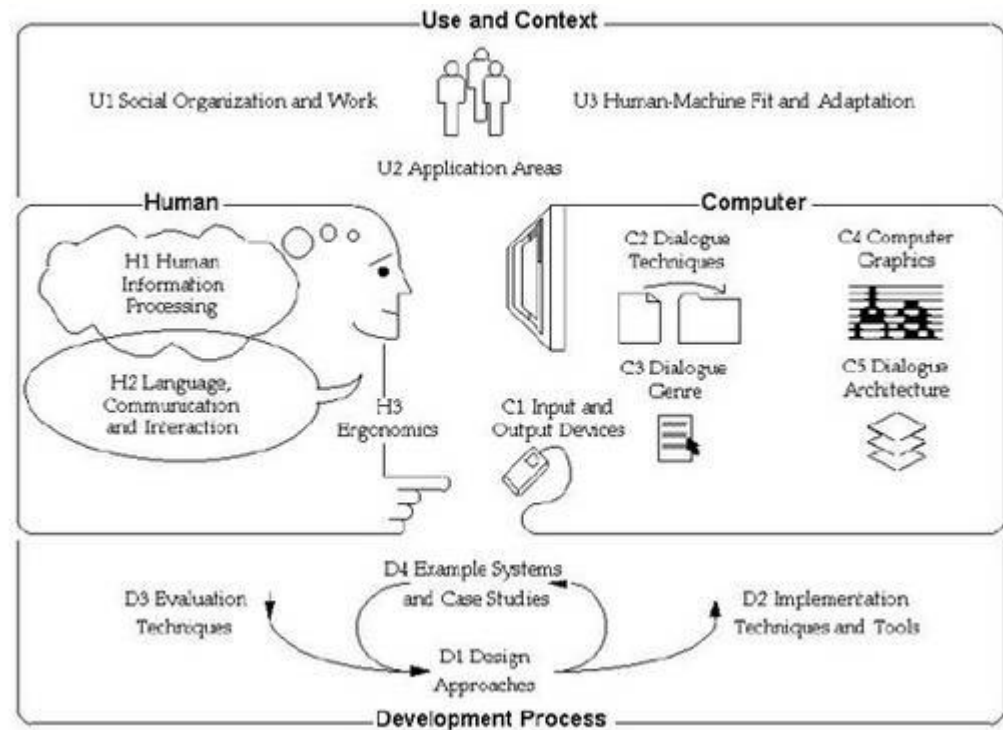 Use and Context
U1 Social Organization and Work
U3 Human-Machine Fit and Adaptation
U2 Application Areas
Human
H1 Human
Information
Processing
H2 Language,
Communication
and Interaction
H3
Ergonomics
Computer
C2 Dialogue
Techniques
C4 Computer
Graphics
C3 Dialogue
Genre
C5 Dialogue
Architecture
C1 Input and
Output Devices
D4 Example Systems
and Case Studies
D3 Evaluation
Techniques
D2 Implementation
Techniques and Tools
D1 Design
Approaches
Development Process